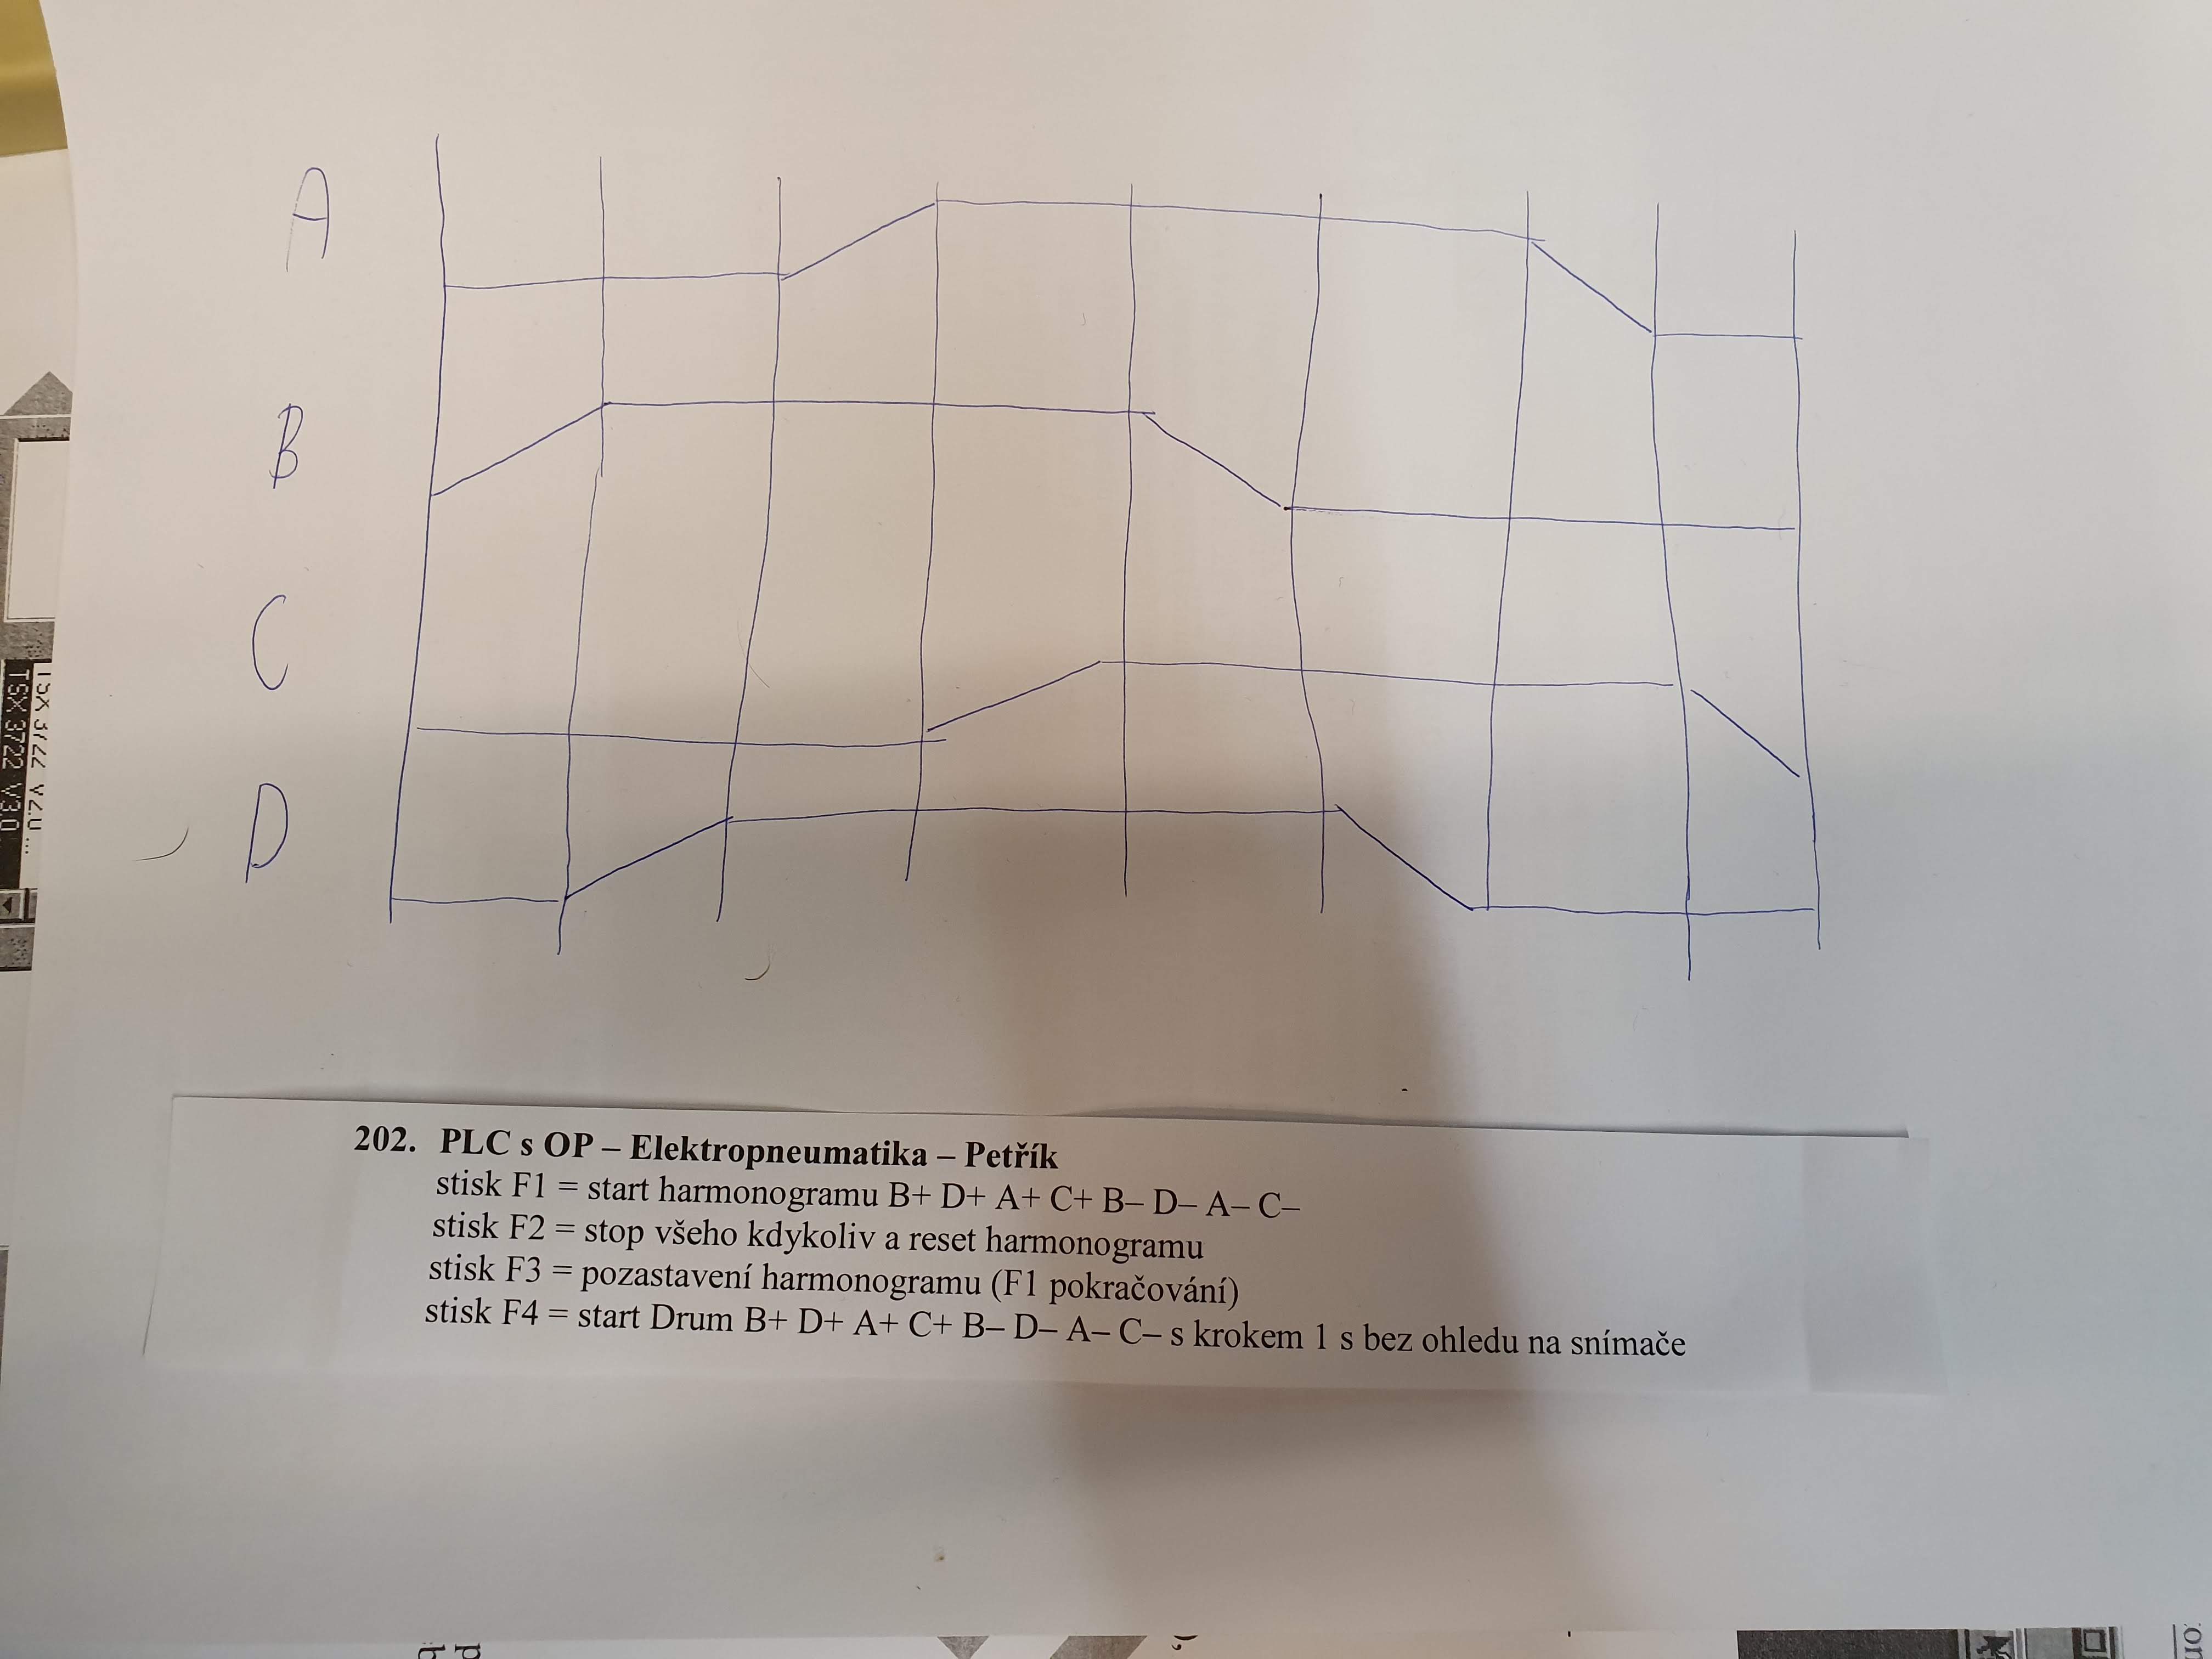 A
B
C
D
TSX 3722 V3.0
202. PLC s OP – Elektropneumatika – Petřík
stisk F1 = start harmonogramu B+ D+ A+ C+ B– D– A– C–
stisk F2 = stop všeho kdykoliv a reset harmonogramu
stisk F3 = pozastavení harmonogramu (F1 pokračování)
stisk F4 = start Drum B+ D+ A+ C+ B– D– A– C– s krokem 1 s bez ohledu na snímače